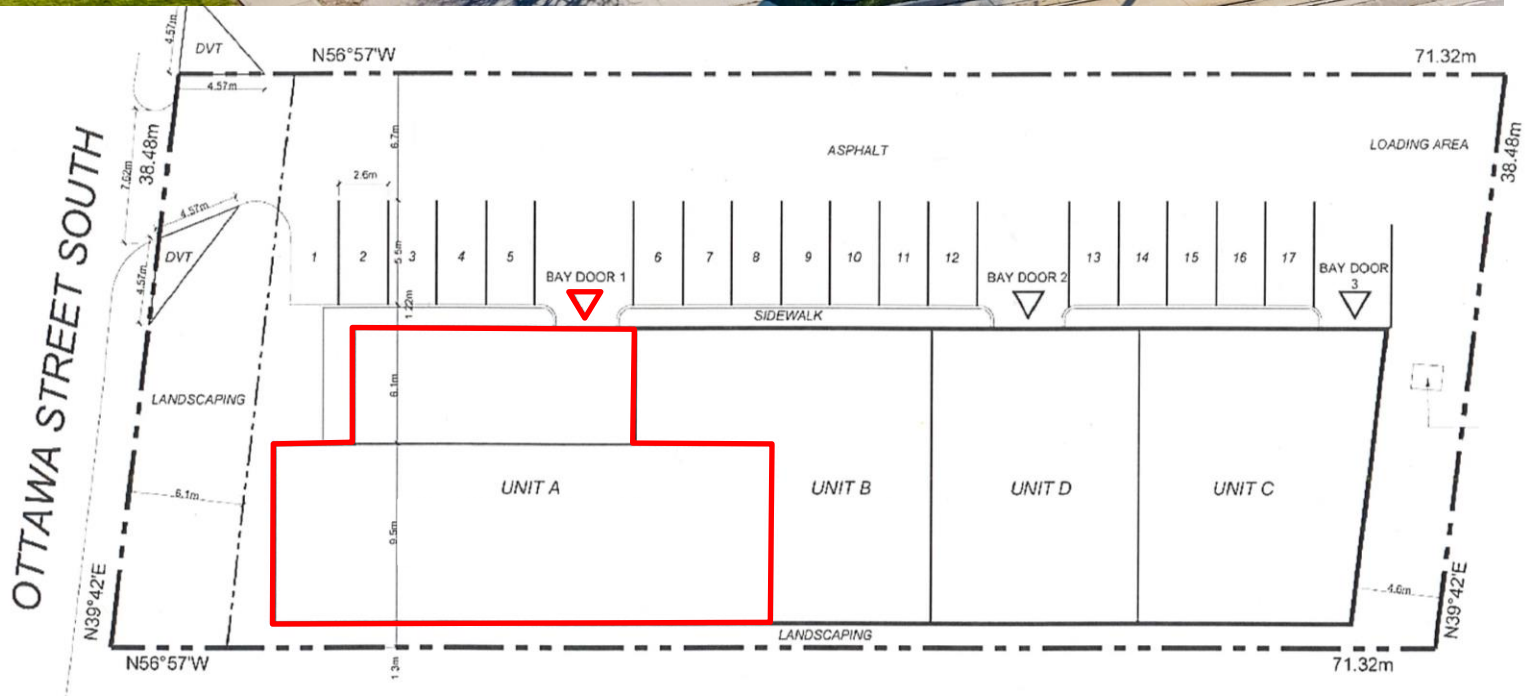 4.57m
DVT
N56°57'W
71.32m
4.57m
OTTAWA STREET SOUTH
7.62m
38.48m
6.7m
ASPHALT
LOADING AREA
38.48m
2.6m
4.57m
DVT
4.57m
1
2
3
4
5
5.5m
BAY DOOR 1
6
7
8
9
10
11
12
BAY DOOR 2
13
14
15
16
17
BAY DOOR
3
1.22m
SIDEWALK
6.1m
LANDSCAPING
6.1m
UNIT A
UNIT B
UNIT D
UNIT C
9.5m
4.6m
N39°42'E
N39°42'E
LANDSCAPING
N56°57'W
71.32m
1.3m